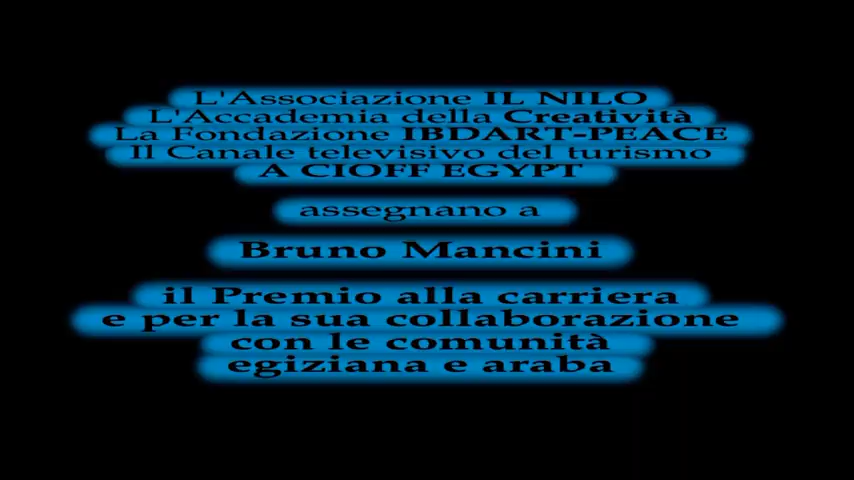 L'Associazione IL NILO
L'Accademia della Creatività
La Fondazione IBDART-PEACE
Il Canale televisivo del turismo
A CIOFF EGYPT
assegnano a
Bruno Mancini
il Premio alla carriera
e per la sua collaborazione
con le comunità
egiziana e araba